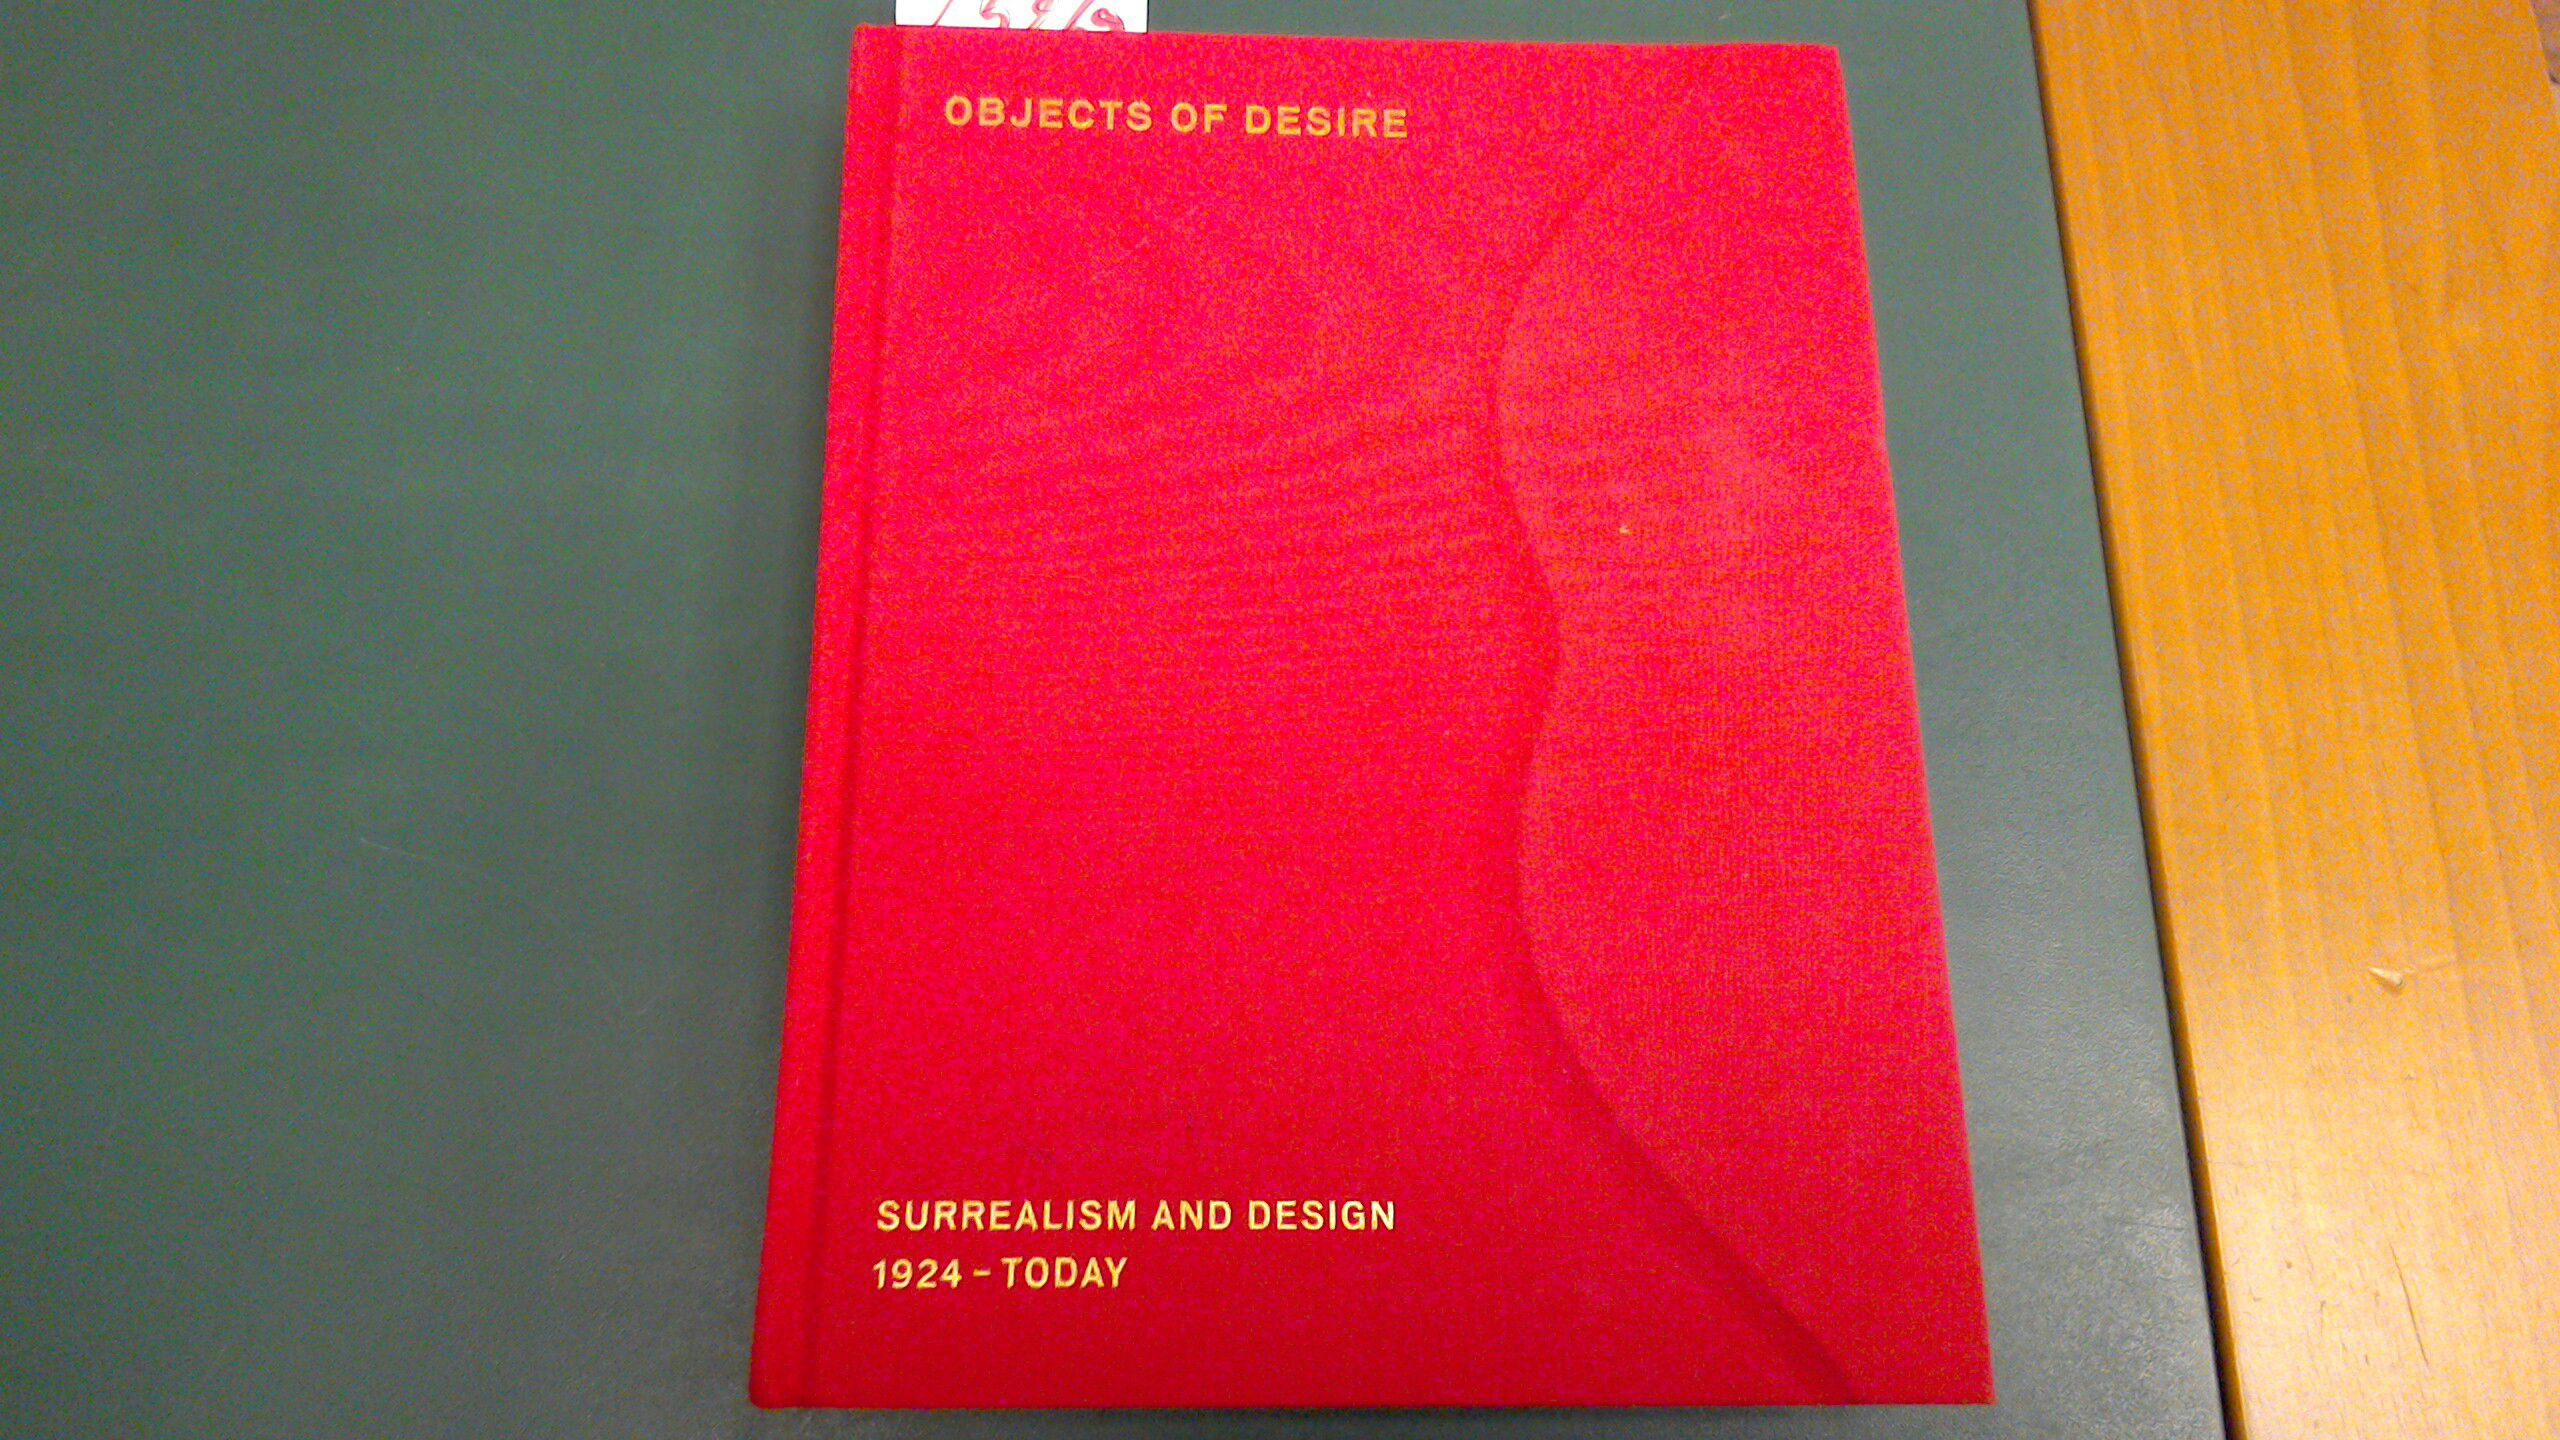 OBJECTS OF DESIRE
SURREALISM AND DESIGN
1924 – TODAY